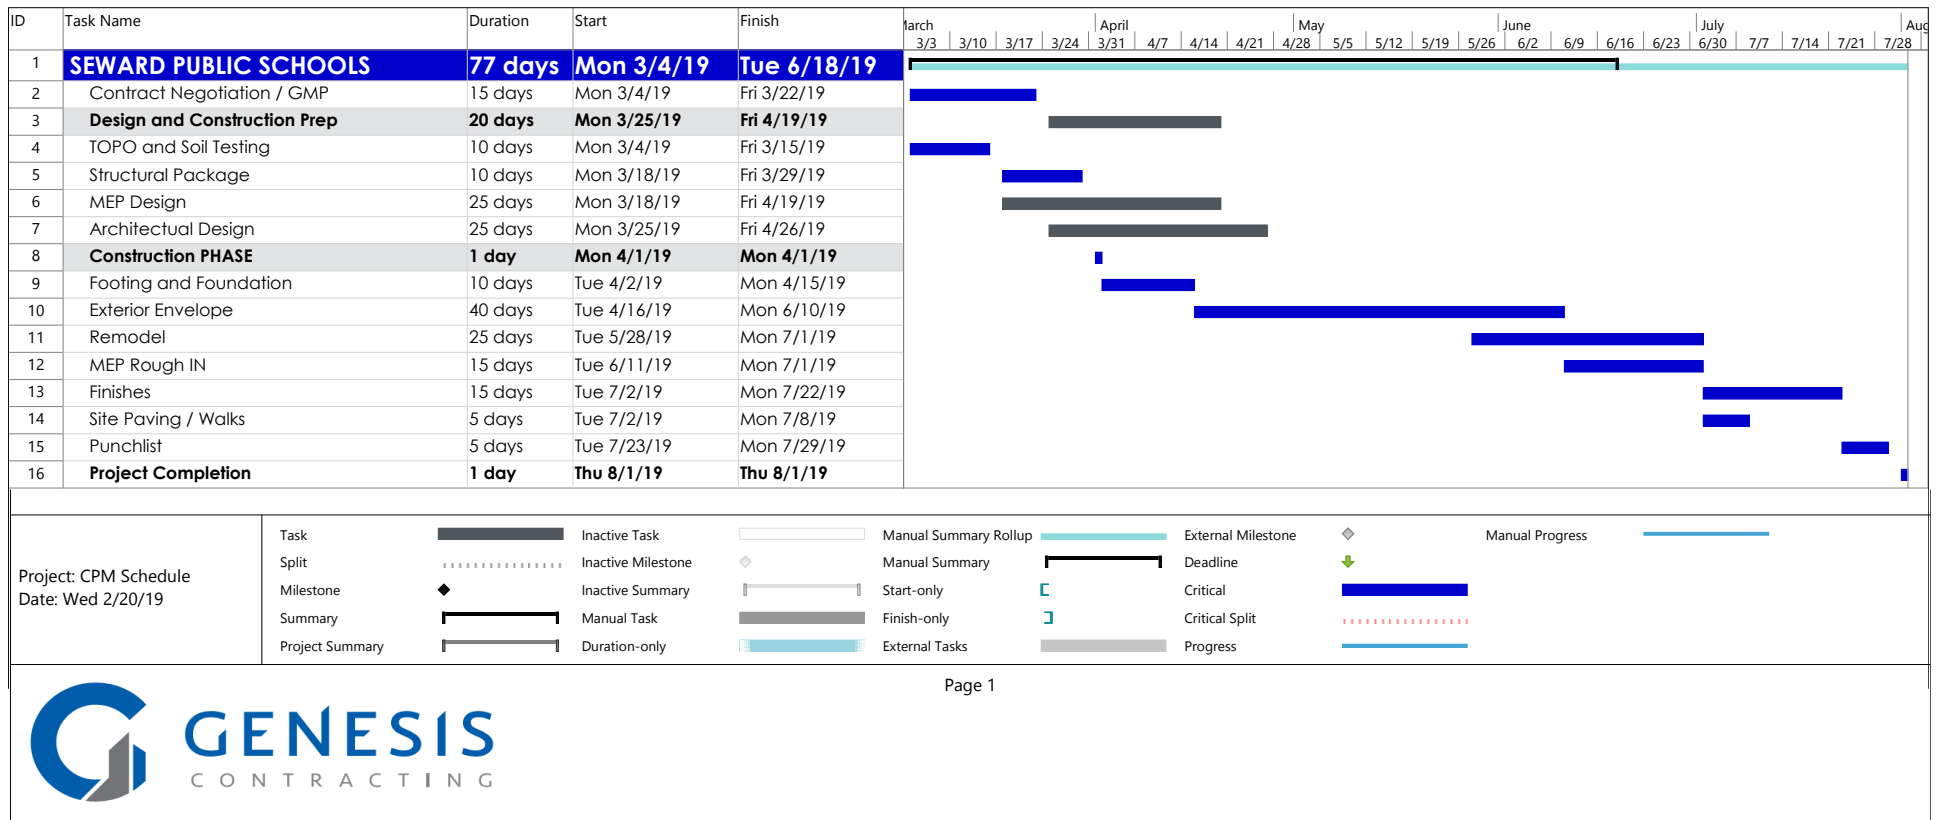 ID Task Name Duration Start Finish
March April May June July Aug
3/3 3/10 3/17 3/24 3/31 4/7 4/14 4/21 4/28 5/5 5/12 5/19 5/26 6/2 6/9 6/16 6/23 6/30 7/7 7/14 7/21 7/28
1 SEWARD PUBLIC SCHOOLS 77 days Mon 3/4/19 Tue 6/18/19
2 Contract Negotiation / GMP 15 days Mon 3/4/19 Fri 3/22/19
3 Design and Construction Prep 20 days Mon 3/25/19 Fri 4/19/19
4 TOPO and Soil Testing 10 days Mon 3/4/19 Fri 3/15/19
5 Structural Package 10 days Mon 3/18/19 Fri 3/29/19
6 MEP Design 25 days Mon 3/18/19 Fri 4/19/19
7 Architectual Design 25 days Mon 3/25/19 Fri 4/26/19
8 Construction PHASE 1 day Mon 4/1/19 Mon 4/1/19
9 Footing and Foundation 10 days Tue 4/2/19 Mon 4/15/19
10 Exterior Envelope 40 days Tue 4/16/19 Mon 6/10/19
11 Remodel 25 days Tue 5/28/19 Mon 7/1/19
12 MEP Rough IN 15 days Tue 6/11/19 Mon 7/1/19
13 Finishes 15 days Tue 7/2/19 Mon 7/22/19
14 Site Paving / Walks 5 days Tue 7/2/19 Mon 7/8/19
15 Punchlist 5 days Tue 7/23/19 Mon 7/29/19
16 Project Completion 1 day Thu 8/1/19 Thu 8/1/19
Project: CPM Schedule
Date: Wed 2/20/19
Task Inactive Task Manual Summary Rollup External Milestone Manual Progress
Split Inactive Milestone Manual Summary Deadline
Milestone Inactive Summary Start-only Critical
Summary Manual Task Finish-only Critical Split
Project Summary Duration-only External Tasks Progress
Page 1
GENESIS
CONTRACTING